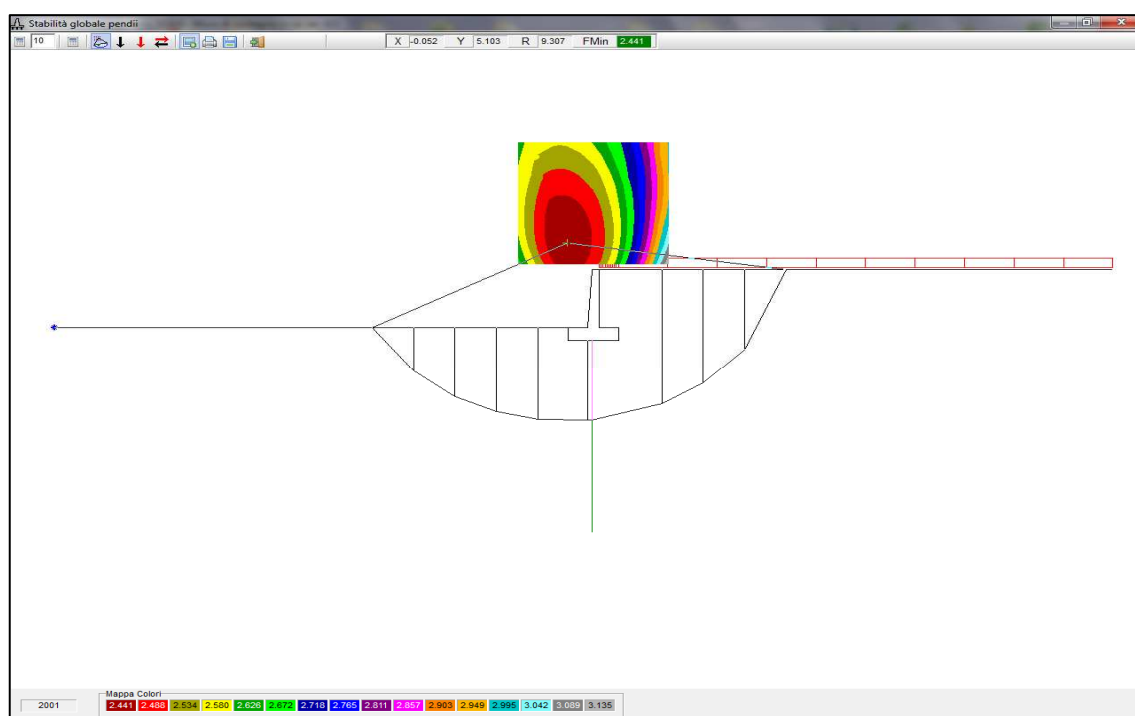 Stabilità globale pendii
10 X -0.052 Y 5.103 R 9.307 FMin 2.441
Mappa Colori
2001 2.441 2.488 2.534 2.580 2.626 2.672 2.718 2.765 2.811 2.857 2.903 2.949 2.995 3.042 3.089 3.135